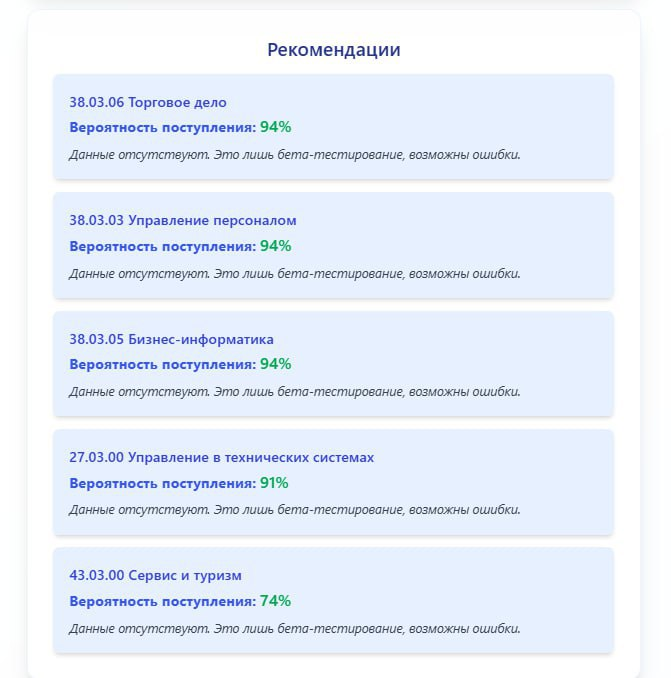 Рекомендации
38.03.06 Торговое дело
Вероятность поступления: 94%
Данные отсутствуют. Это лишь бета-тестирование, возможны ошибки.
38.03.03 Управление персоналом
Вероятность поступления: 94%
Данные отсутствуют. Это лишь бета-тестирование, возможны ошибки.
38.03.05 Бизнес-информатика
Вероятность поступления: 94%
Данные отсутствуют. Это лишь бета-тестирование, возможны ошибки.
27.03.00 Управление в технических системах
Вероятность поступления: 91%
Данные отсутствуют. Это лишь бета-тестирование, возможны ошибки.
43.03.00 Сервис и туризм
Вероятность поступления: 74%
Данные отсутствуют. Это лишь бета-тестирование, возможны ошибки.